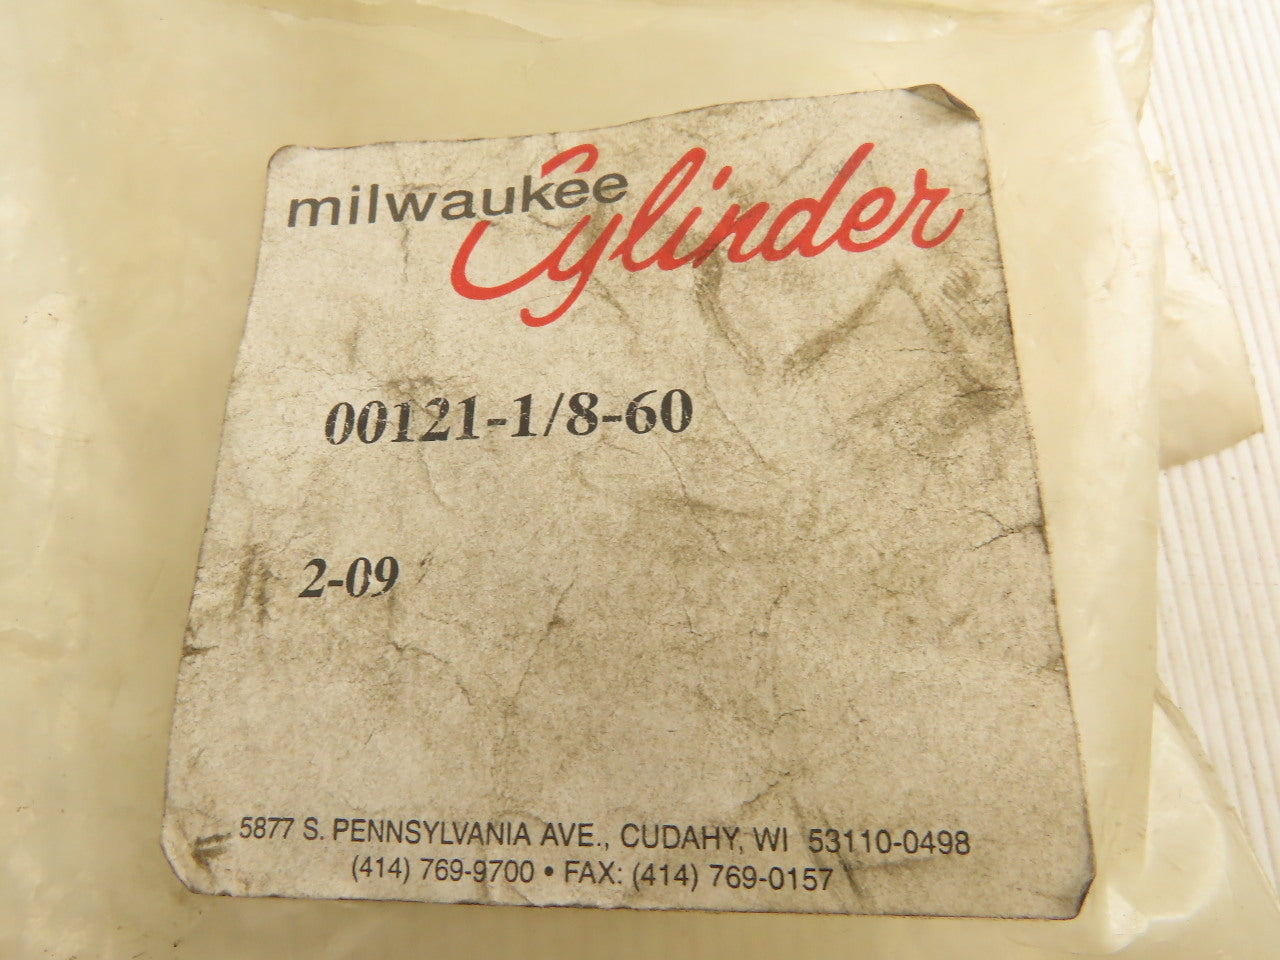 milwaukee Cylinder
00121-1/8-60
2-09
5877 S. PENNSYLVANIA AVE., CUDAHY, WI 53110-0498
(414) 769-9700 • FAX: (414) 769-0157